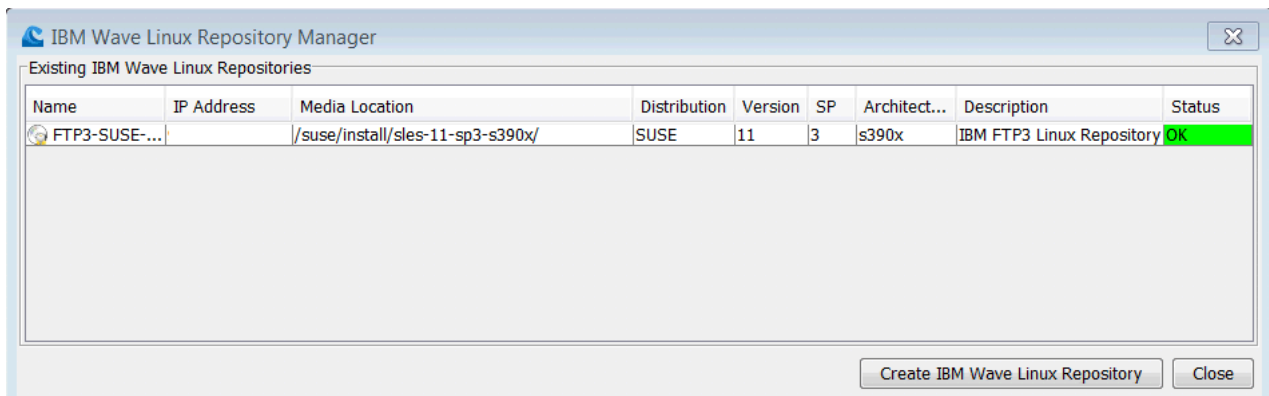 IBM Wave Linux Repository Manager
Existing IBM Wave Linux Repositories
Name IP Address Media Location Distribution Version SP Architect... Description Status
FTP3-SUSE-... /suse/install/sles-11-sp3-s390x/ SUSE 11 3 s390x IBM FTP3 Linux Repository OK
Create IBM Wave Linux Repository Close